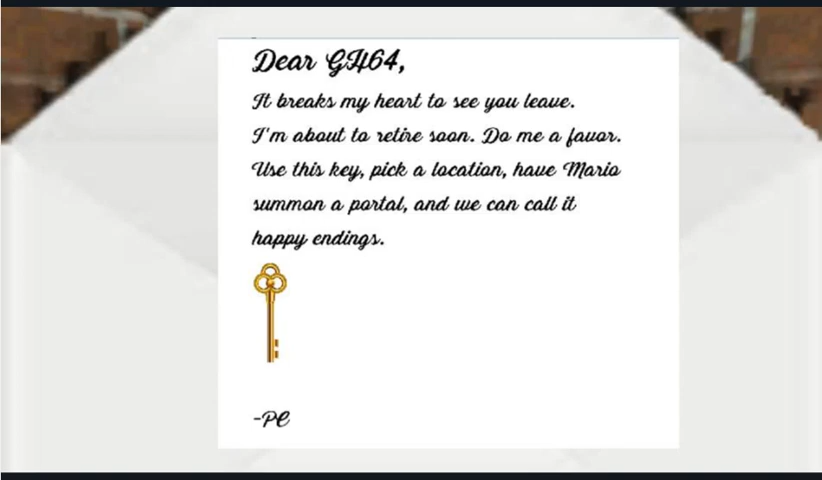 Dear GH64,
It breaks my heart to see you leave.
I'm about to retire soon. Do me a favor.
Use this key, pick a location, have Mario
summon a portal, and we can call it
happy endings.
-PC